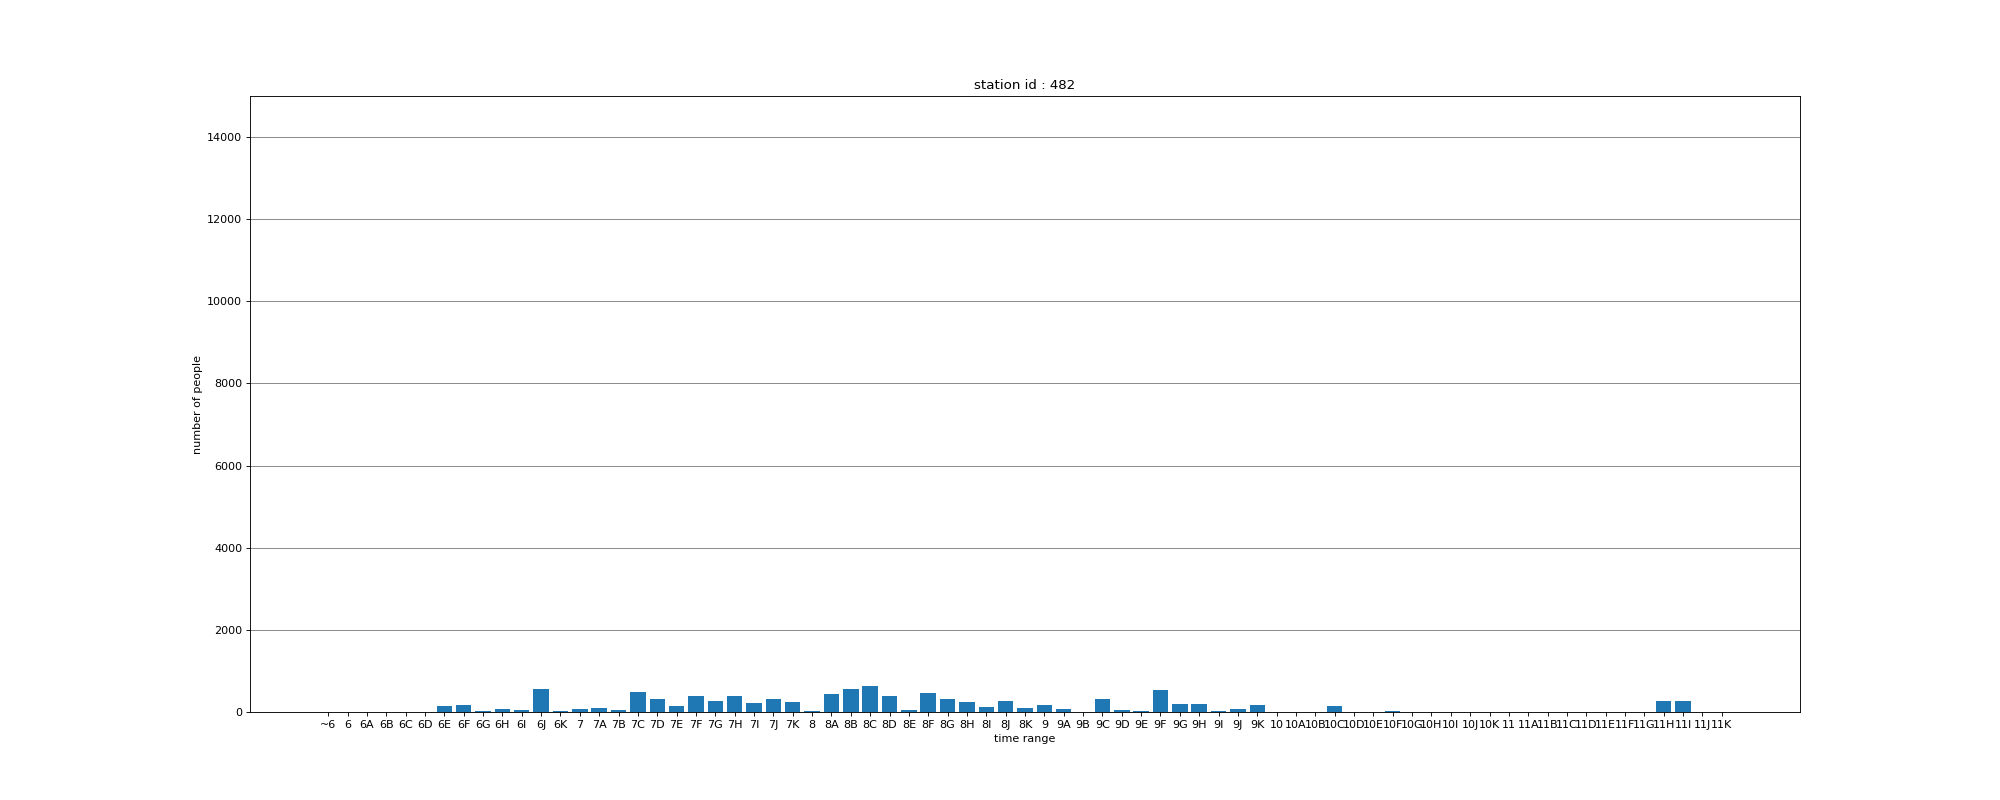 station id : 482
14000
12000
10000
8000
6000
4000
2000
0
number of people
~6 6 6A 6B 6C 6D 6E 6F 6G 6H 6I 6J 6K 7 7A 7B 7C 7D 7E 7F 7G 7H 7I 7J 7K 8 8A 8B 8C 8D 8E 8F 8G 8H 8I 8J 8K 9 9A 9B 9C 9D 9E 9F 9G 9H 9I 9J 9K 10 10A 10B 10C 10D 10E 10F 10G 10H 10I 10J 10K 11 11A 11B 11C 11D 11E 11F 11G 11H 11I 11J 11K
time range